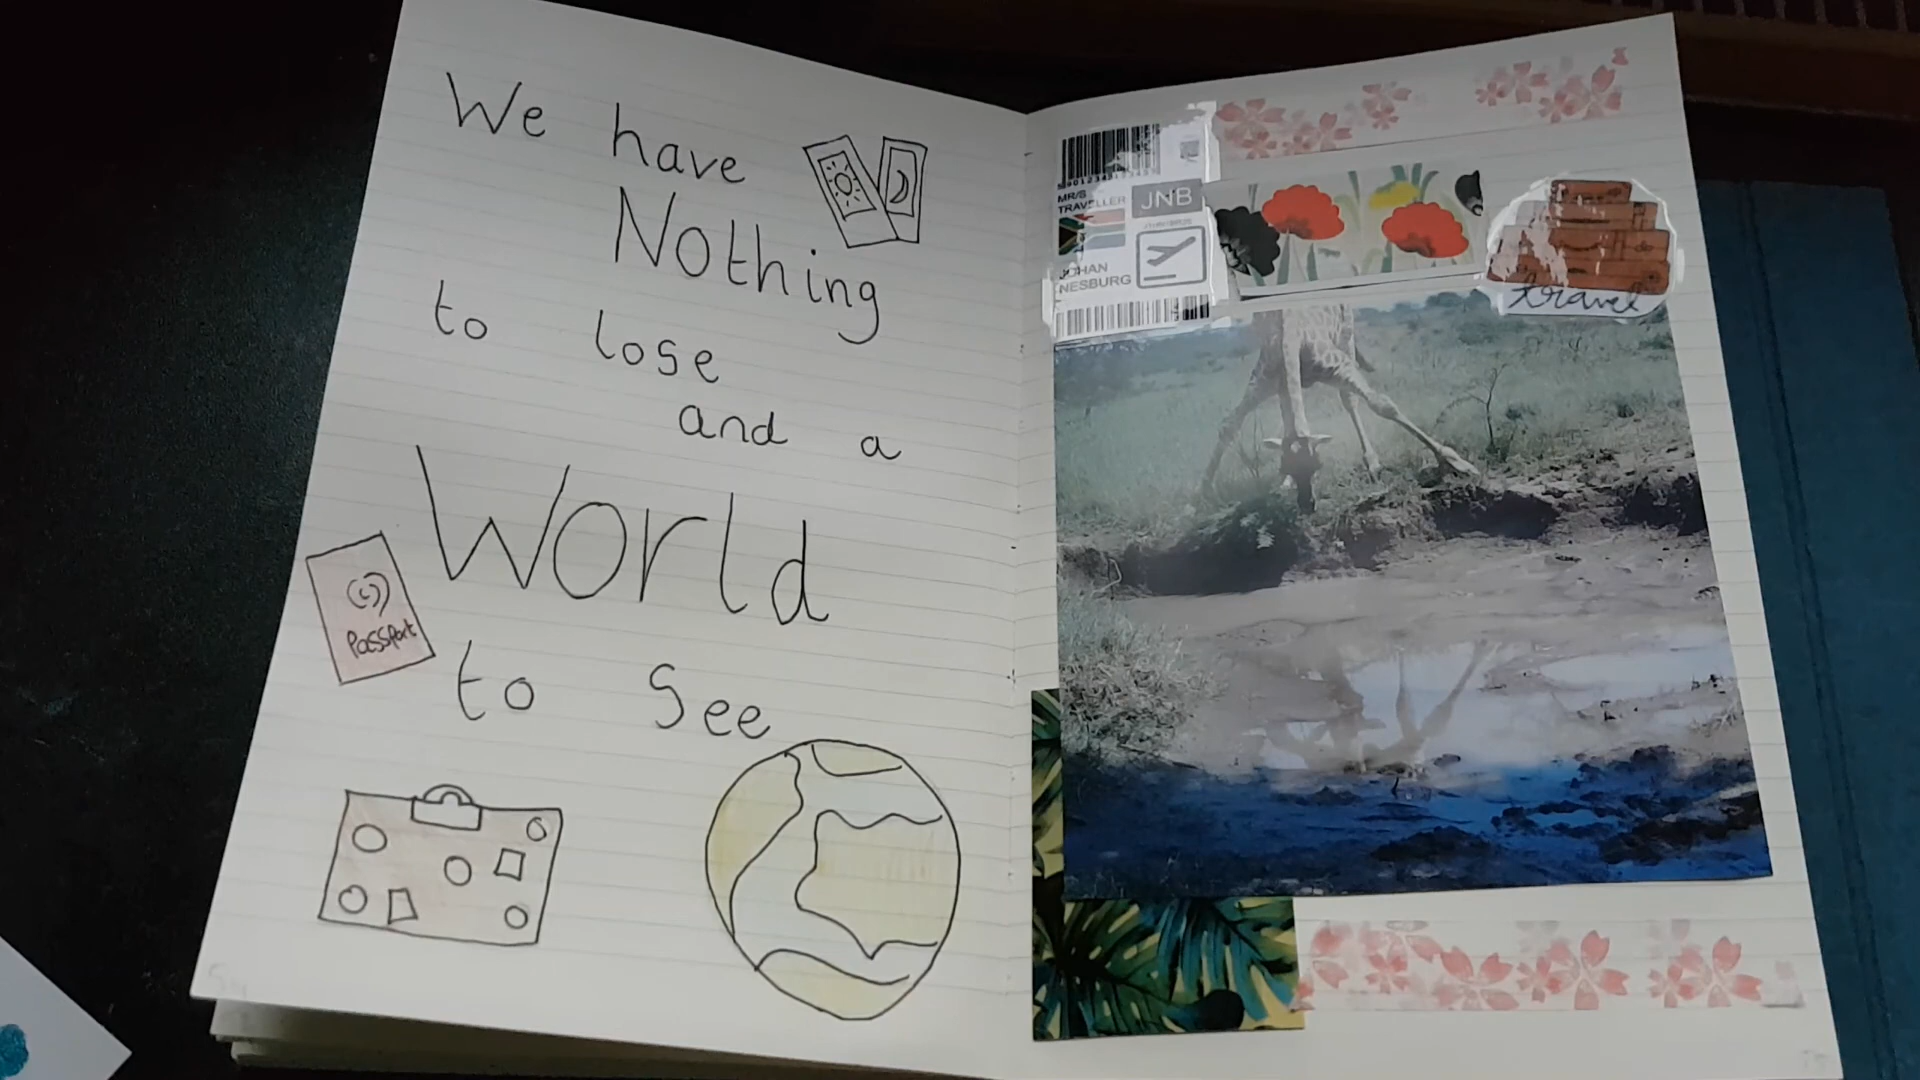 We have
Nothing
to lose
and a
World
to See
Passport
MR/S
TRAVELLER
JNB
JOHAN
NESBURG
travel